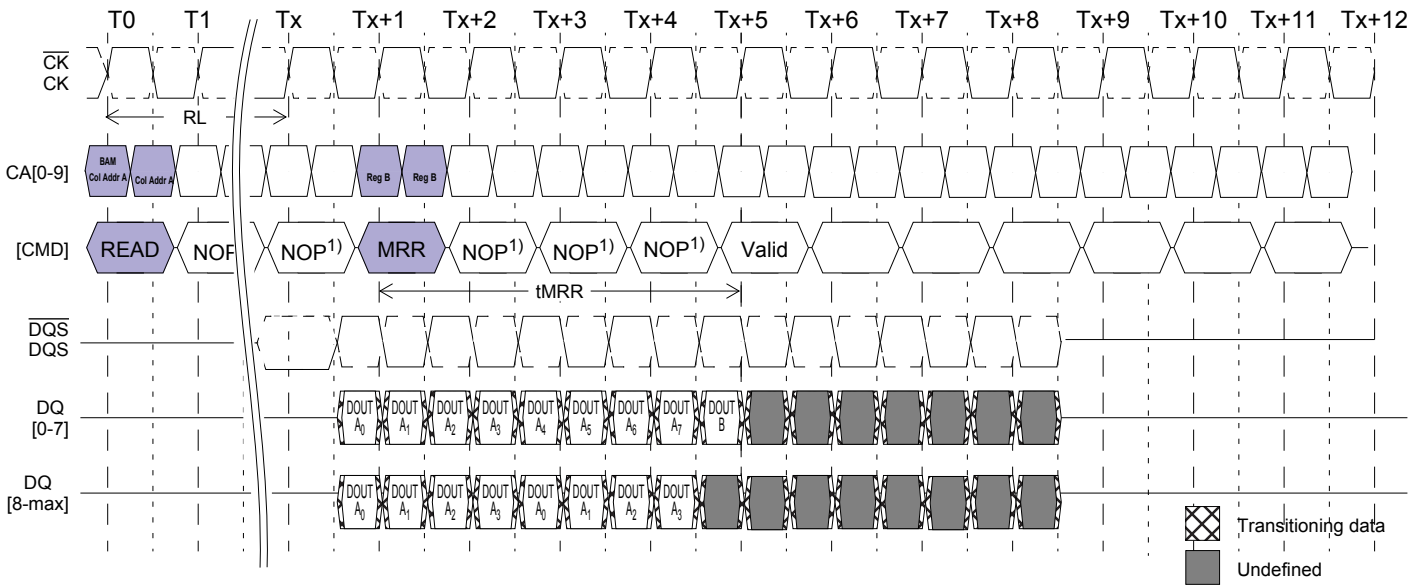 T0 T1 Tx Tx+1 Tx+2 Tx+3 Tx+4 Tx+5 Tx+6 Tx+7 Tx+8 Tx+9 Tx+10 Tx+11 Tx+12
CK
CK
RL
CA[0-9]
BAM
Col Addr A
Col Addr A
Reg B
Reg B
[CMD] READ NOP NOP1) MRR NOP1) NOP1) NOP1) Valid
tMRR
DQS
DQS
DQ
[0-7]
DOUT A0
DOUT A1
DOUT A2
DOUT A3
DOUT A4
DOUT A5
DOUT A6
DOUT A7
DOUT B
DQ
[8-max]
DOUT A0
DOUT A1
DOUT A2
DOUT A3
DOUT A0
DOUT A1
DOUT A2
DOUT A3
Transitioning data
Undefined